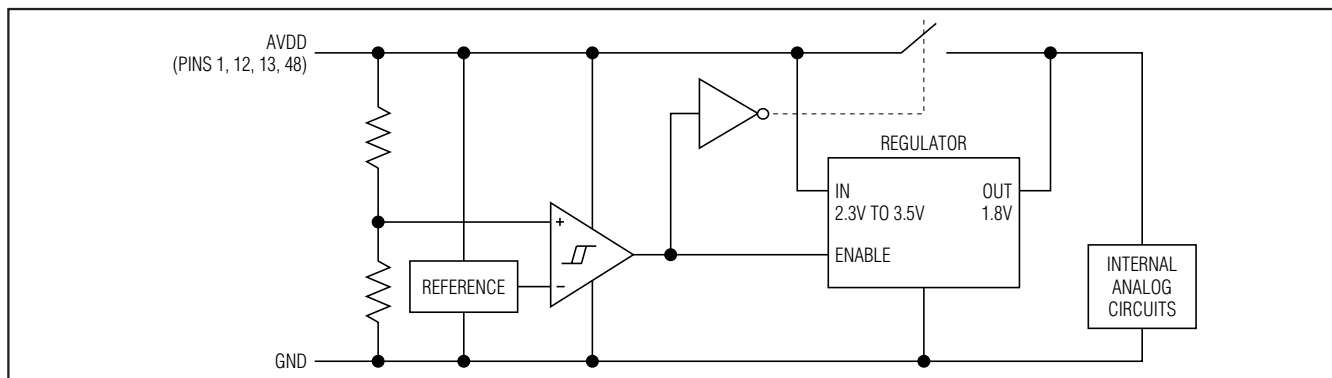 AVDD
(PINS 1, 12, 13, 48)
REGULATOR
IN
2.3V TO 3.5V
OUT
1.8V
+
ENABLE
REFERENCE
−
INTERNAL
ANALOG
CIRCUITS
GND